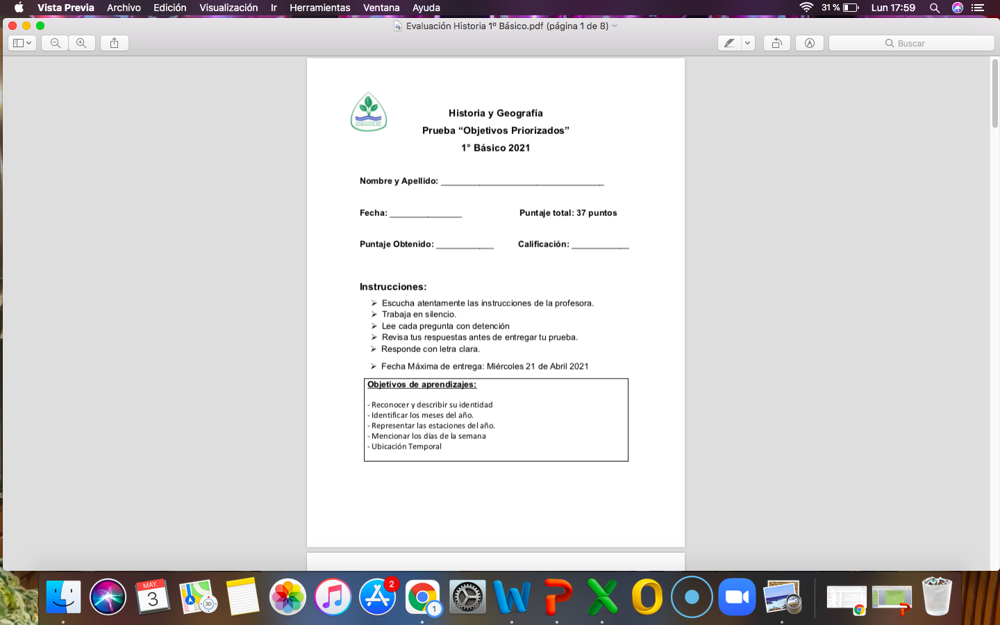 Vista Previa Archivo Edición Visualización Ir Herramientas Ventana Ayuda 31 % Lun 17:59
Evaluación Historia 1º Básico.pdf (página 1 de 8)
Buscar
Historia y Geografía
Prueba “Objetivos Priorizados”
1° Básico 2021
Nombre y Apellido: ___________________________________
Fecha: _______________ Puntaje total: 37 puntos
Puntaje Obtenido: ____________ Calificación: ____________
Instrucciones:
➢ Escucha atentamente las instrucciones de la profesora.
➢ Trabaja en silencio.
➢ Lee cada pregunta con detención
➢ Revisa tus respuestas antes de entregar tu prueba.
➢ Responde con letra clara.
➢ Fecha Máxima de entrega: Miércoles 21 de Abril 2021
Objetivos de aprendizajes:
- Reconocer y describir su identidad
- Identificar los meses del año.
- Representar las estaciones del año.
- Mencionar los días de la semana
- Ubicación Temporal
MAY.
3
3D
2
1